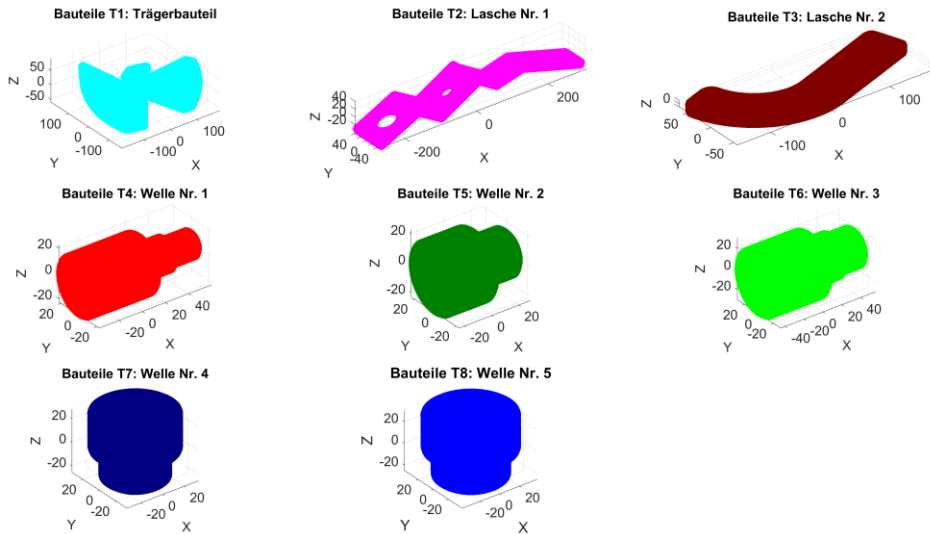 Bauteile T1: Trägerbauteil
Z
50
0
-50
100
0
-100
Y
-100
0
100
X
Bauteile T2: Lasche Nr. 1
Z
40
20
0
-20
40
0
-40
Y
-200
0
200
X
Bauteile T3: Lasche Nr. 2
Z
0
50
0
-50
Y
-100
0
100
X
Bauteile T4: Welle Nr. 1
Z
20
0
-20
20
0
-20
Y
-20
0
20
40
X
Bauteile T5: Welle Nr. 2
Z
20
0
-20
20
0
-20
Y
-20
0
20
X
Bauteile T6: Welle Nr. 3
Z
20
0
-20
20
0
-20
Y
-40
-20
0
20
40
X
Bauteile T7: Welle Nr. 4
Z
20
0
-20
20
0
-20
Y
-20
0
20
X
Bauteile T8: Welle Nr. 5
Z
20
0
-20
20
0
-20
Y
-20
0
20
X